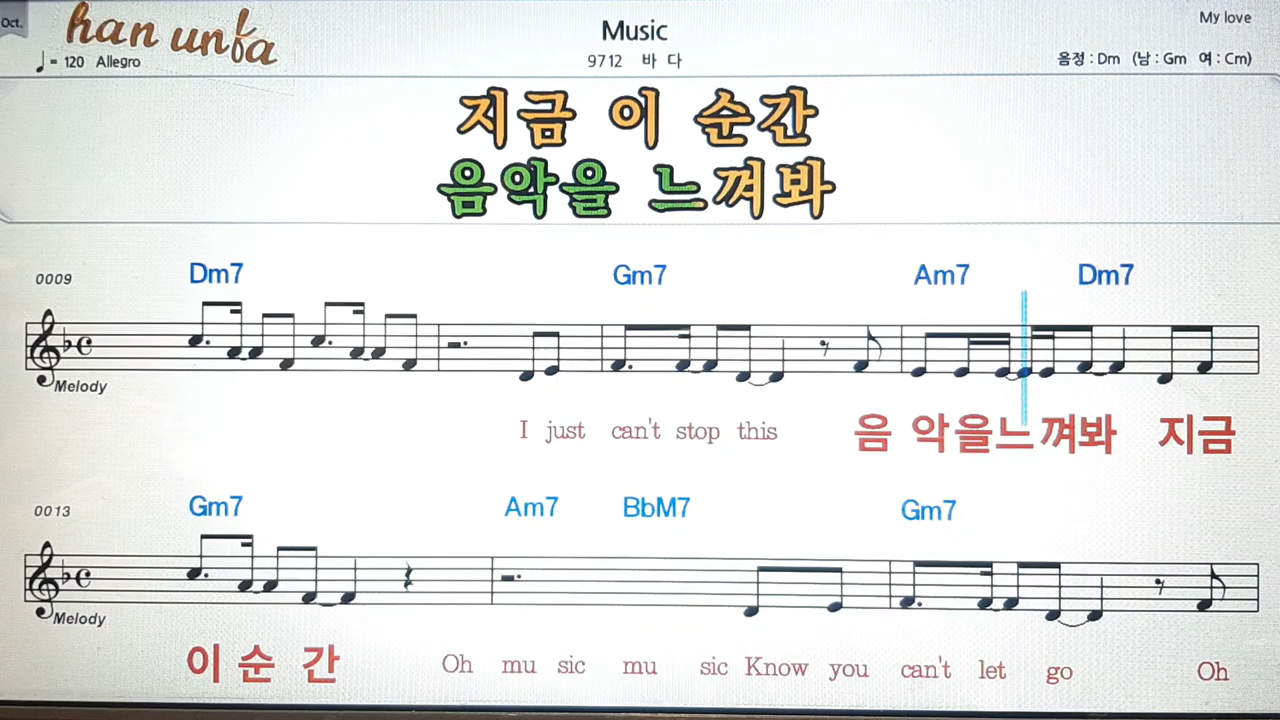 Oct.
han unfa
Music
My love
♩ = 120 Allegro
9712 바 다
음정 : Dm (남 : Gm 여 : Cm)
지금 이 순간
음악을 느껴봐
0009
Dm7 Gm7 Am7 Dm7
Melody
I just can't stop this 음 악을느껴봐 지금
0013
Gm7 Am7 BbM7 Gm7
Melody
이 순 간 Oh mu sic mu sic Know you can't let go Oh